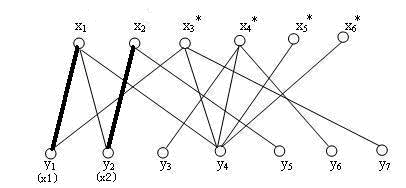 x1 x2 x3* x4* x5* x6*
y1 y2 y3 y4 y5 y6 y7
(x1) (x2)